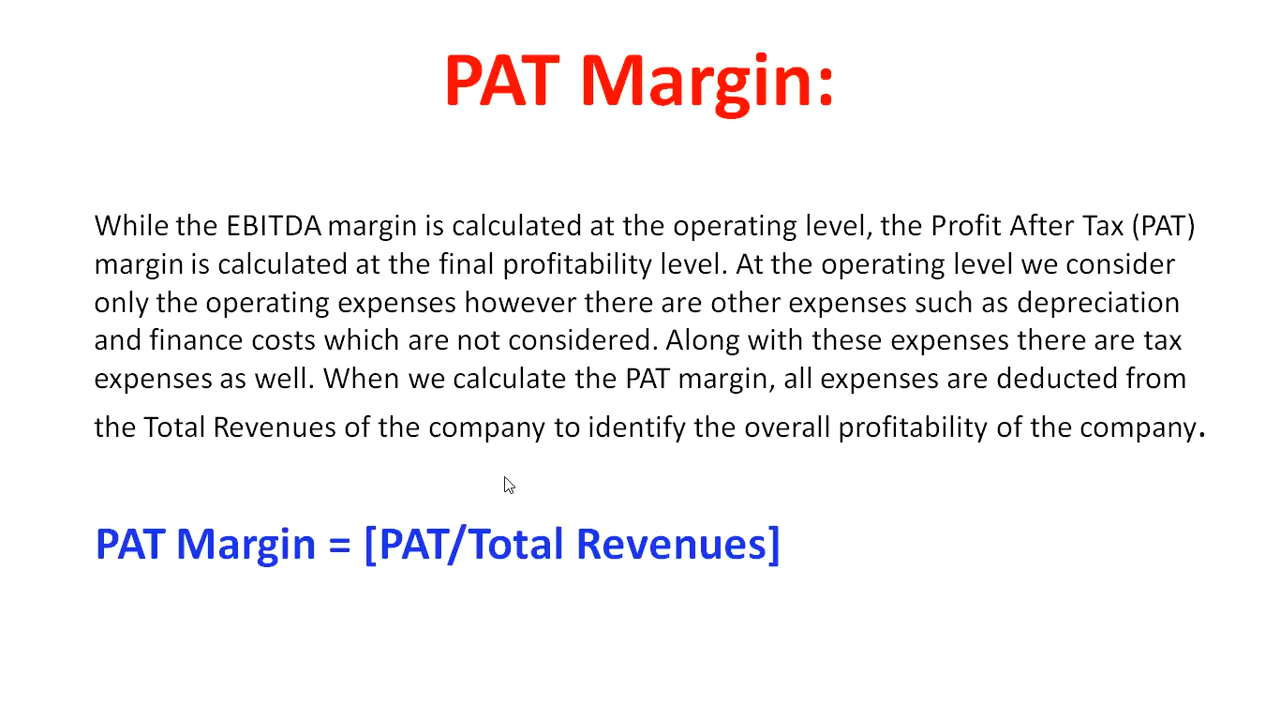 PAT Margin:
While the EBITDA margin is calculated at the operating level, the Profit After Tax (PAT)
margin is calculated at the final profitability level. At the operating level we consider
only the operating expenses however there are other expenses such as depreciation
and finance costs which are not considered. Along with these expenses there are tax
expenses as well. When we calculate the PAT margin, all expenses are deducted from
the Total Revenues of the company to identify the overall profitability of the company.
PAT Margin = [PAT/Total Revenues]